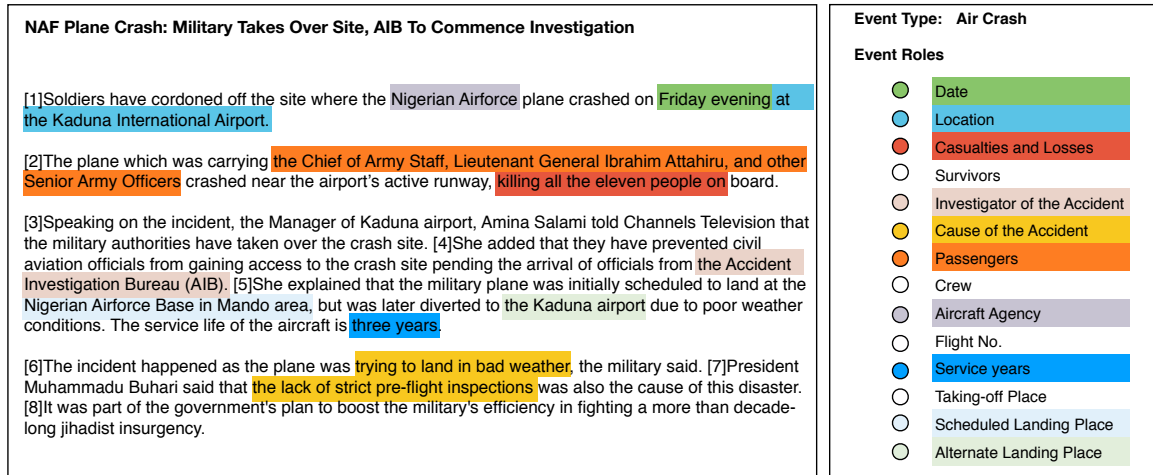 NAF Plane Crash: Military Takes Over Site, AIB To Commence Investigation
[1]Soldiers have cordoned off the site where the Nigerian Airforce plane crashed on Friday evening at
the Kaduna International Airport.
[2]The plane which was carrying the Chief of Army Staff, Lieutenant General Ibrahim Attahiru, and other
Senior Army Officers crashed near the airport's active runway, killing all the eleven people on board.
[3]Speaking on the incident, the Manager of Kaduna airport, Amina Salami told Channels Television that
the military authorities have taken over the crash site. [4]She added that they have prevented civil
aviation officials from gaining access to the crash site pending the arrival of officials from the Accident
Investigation Bureau (AIB). [5]She explained that the military plane was initially scheduled to land at the
Nigerian Airforce Base in Mando area, but was later diverted to the Kaduna airport due to poor weather
conditions. The service life of the aircraft is three years.
[6]The incident happened as the plane was trying to land in bad weather, the military said. [7]President
Muhammadu Buhari said that the lack of strict pre-flight inspections was also the cause of this disaster.
[8]It was part of the government's plan to boost the military's efficiency in fighting a more than decade-
long jihadist insurgency.
Event Type: Air Crash
Event Roles
Date
Location
Casualties and Losses
Survivors
Investigator of the Accident
Cause of the Accident
Passengers
Crew
Aircraft Agency
Flight No.
Service years
Taking-off Place
Scheduled Landing Place
Alternate Landing Place